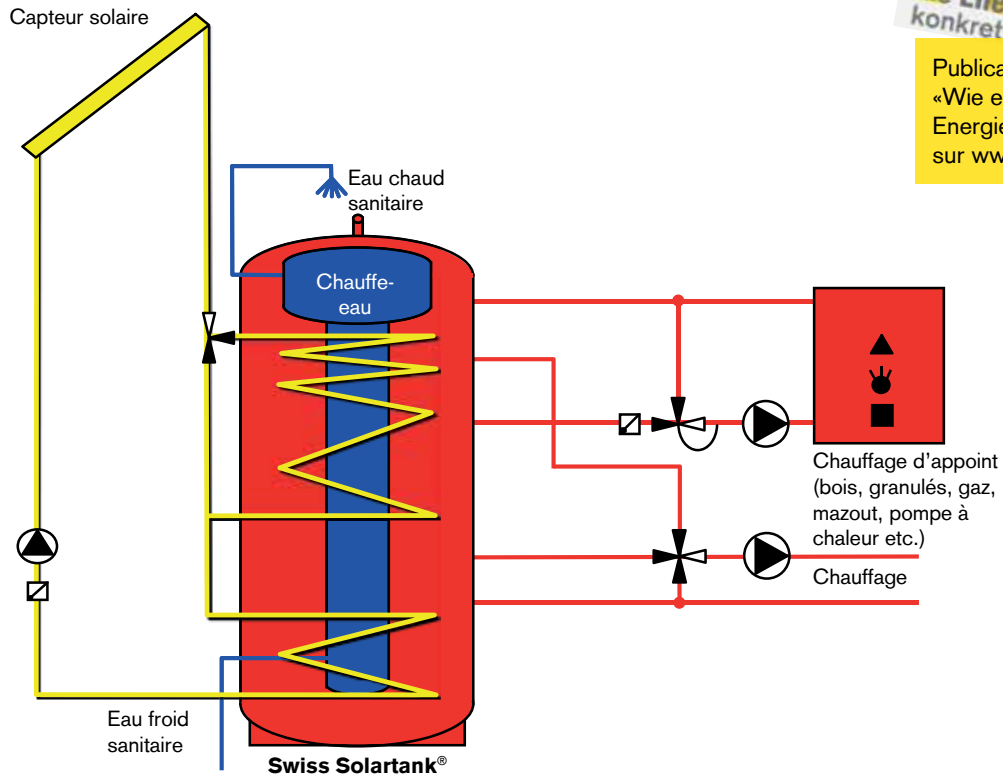 Capteur solaire
konkret
Publica
«Wie e
Energie
sur ww
Eau chaud
sanitaire
Chauffe-
eau
Chauffage d'appoint
(bois, granulés, gaz,
mazout, pompe à
chaleur etc.)
Chauffage
Eau froid
sanitaire
Swiss Solartank®